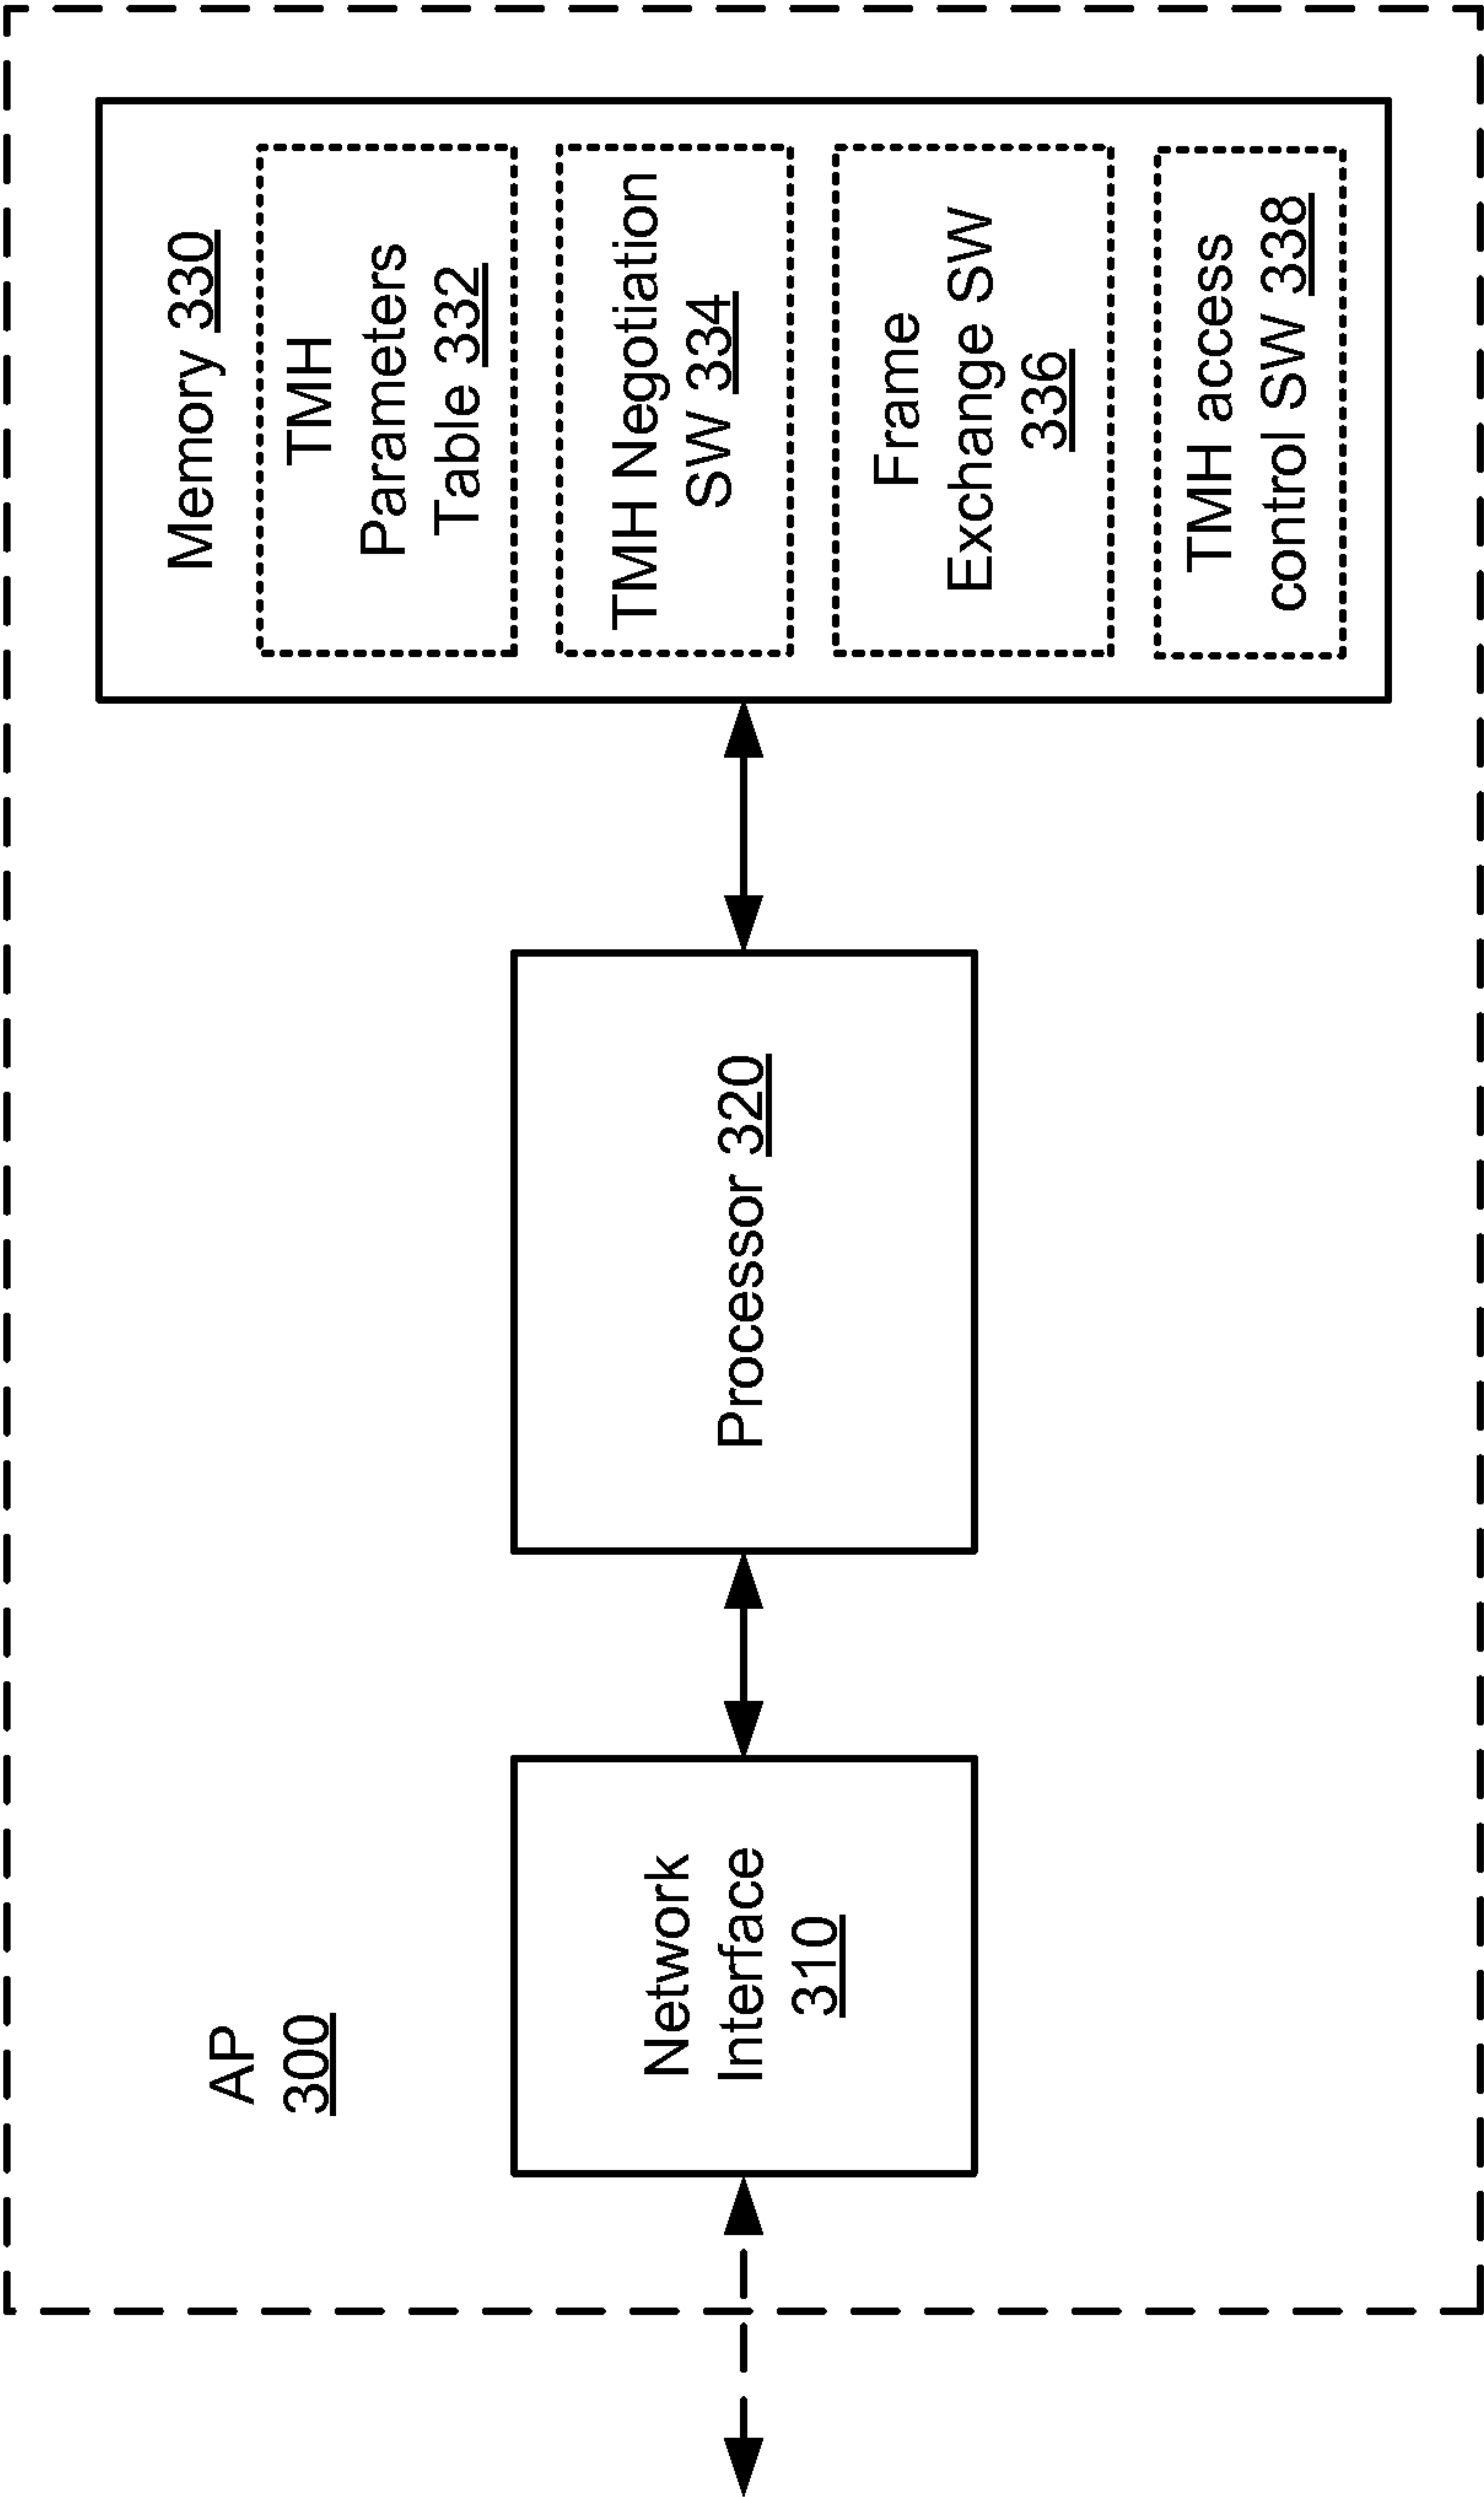 AP
300
Network
Interface
310
Processor 320
Memory 330
TMH
Parameters
Table 332
TMH Negotiation
SW 334
Frame
Exchange SW
336
TMH access
control SW 338